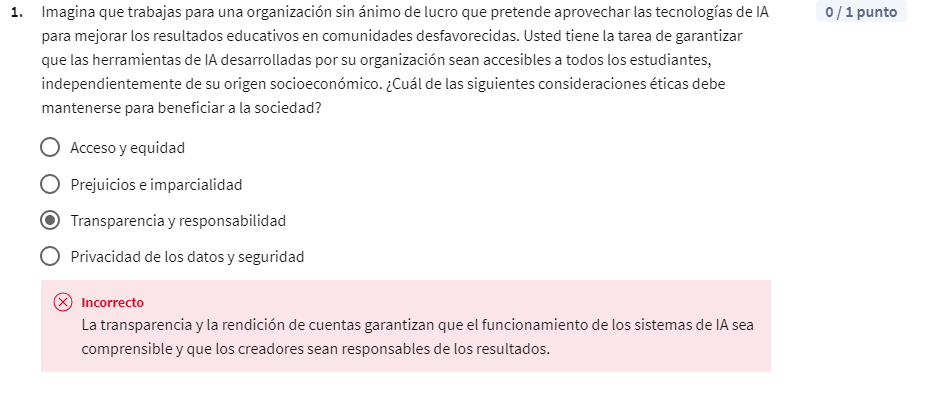 1. Imagina que trabajas para una organización sin ánimo de lucro que pretende aprovechar las tecnologías de IA
0 / 1 punto
para mejorar los resultados educativos en comunidades desfavorecidas. Usted tiene la tarea de garantizar
que las herramientas de IA desarrolladas por su organización sean accesibles a todos los estudiantes,
independientemente de su origen socioeconómico. ¿Cuál de las siguientes consideraciones éticas debe
mantenerse para beneficiar a la sociedad?
Acceso y equidad
Prejuicios e imparcialidad
Transparencia y responsabilidad
Privacidad de los datos y seguridad
Incorrecto
La transparencia y la rendición de cuentas garantizan que el funcionamiento de los sistemas de IA sea
comprensible y que los creadores sean responsables de los resultados.